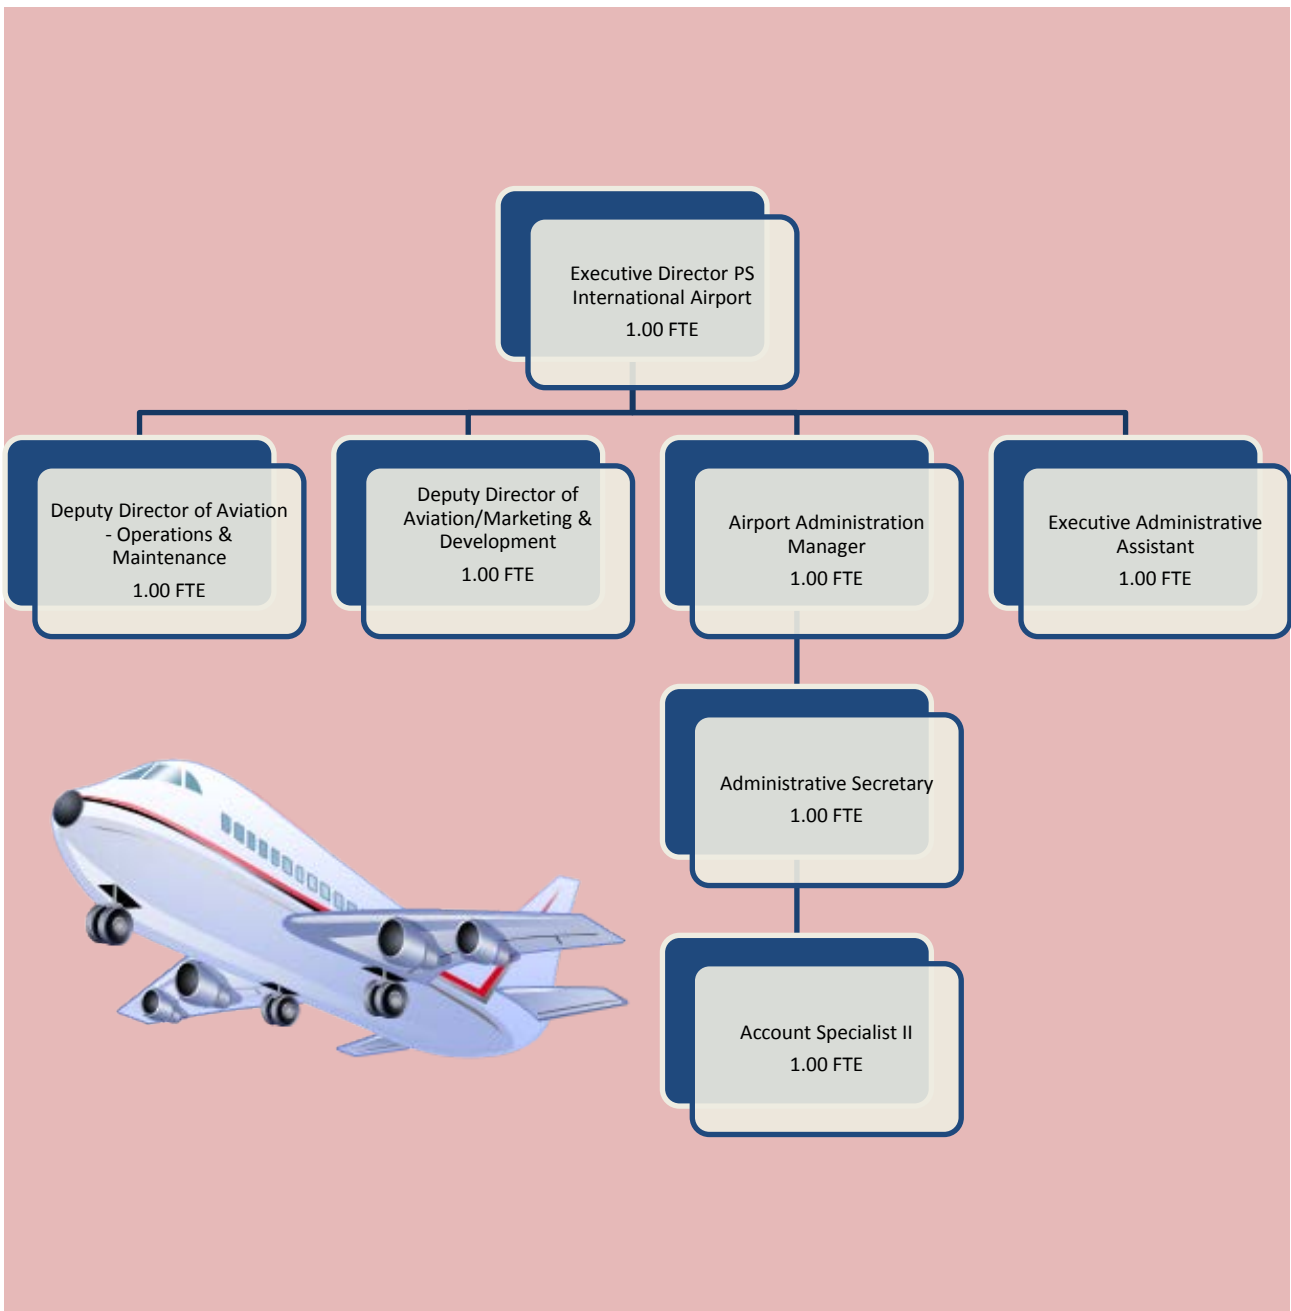 Executive Director PS
International Airport
1.00 FTE
Deputy Director of Aviation
- Operations &
Maintenance
1.00 FTE
Deputy Director of
Aviation/Marketing &
Development
1.00 FTE
Airport Administration
Manager
1.00 FTE
Executive Administrative
Assistant
1.00 FTE
Administrative Secretary
1.00 FTE
Account Specialist II
1.00 FTE